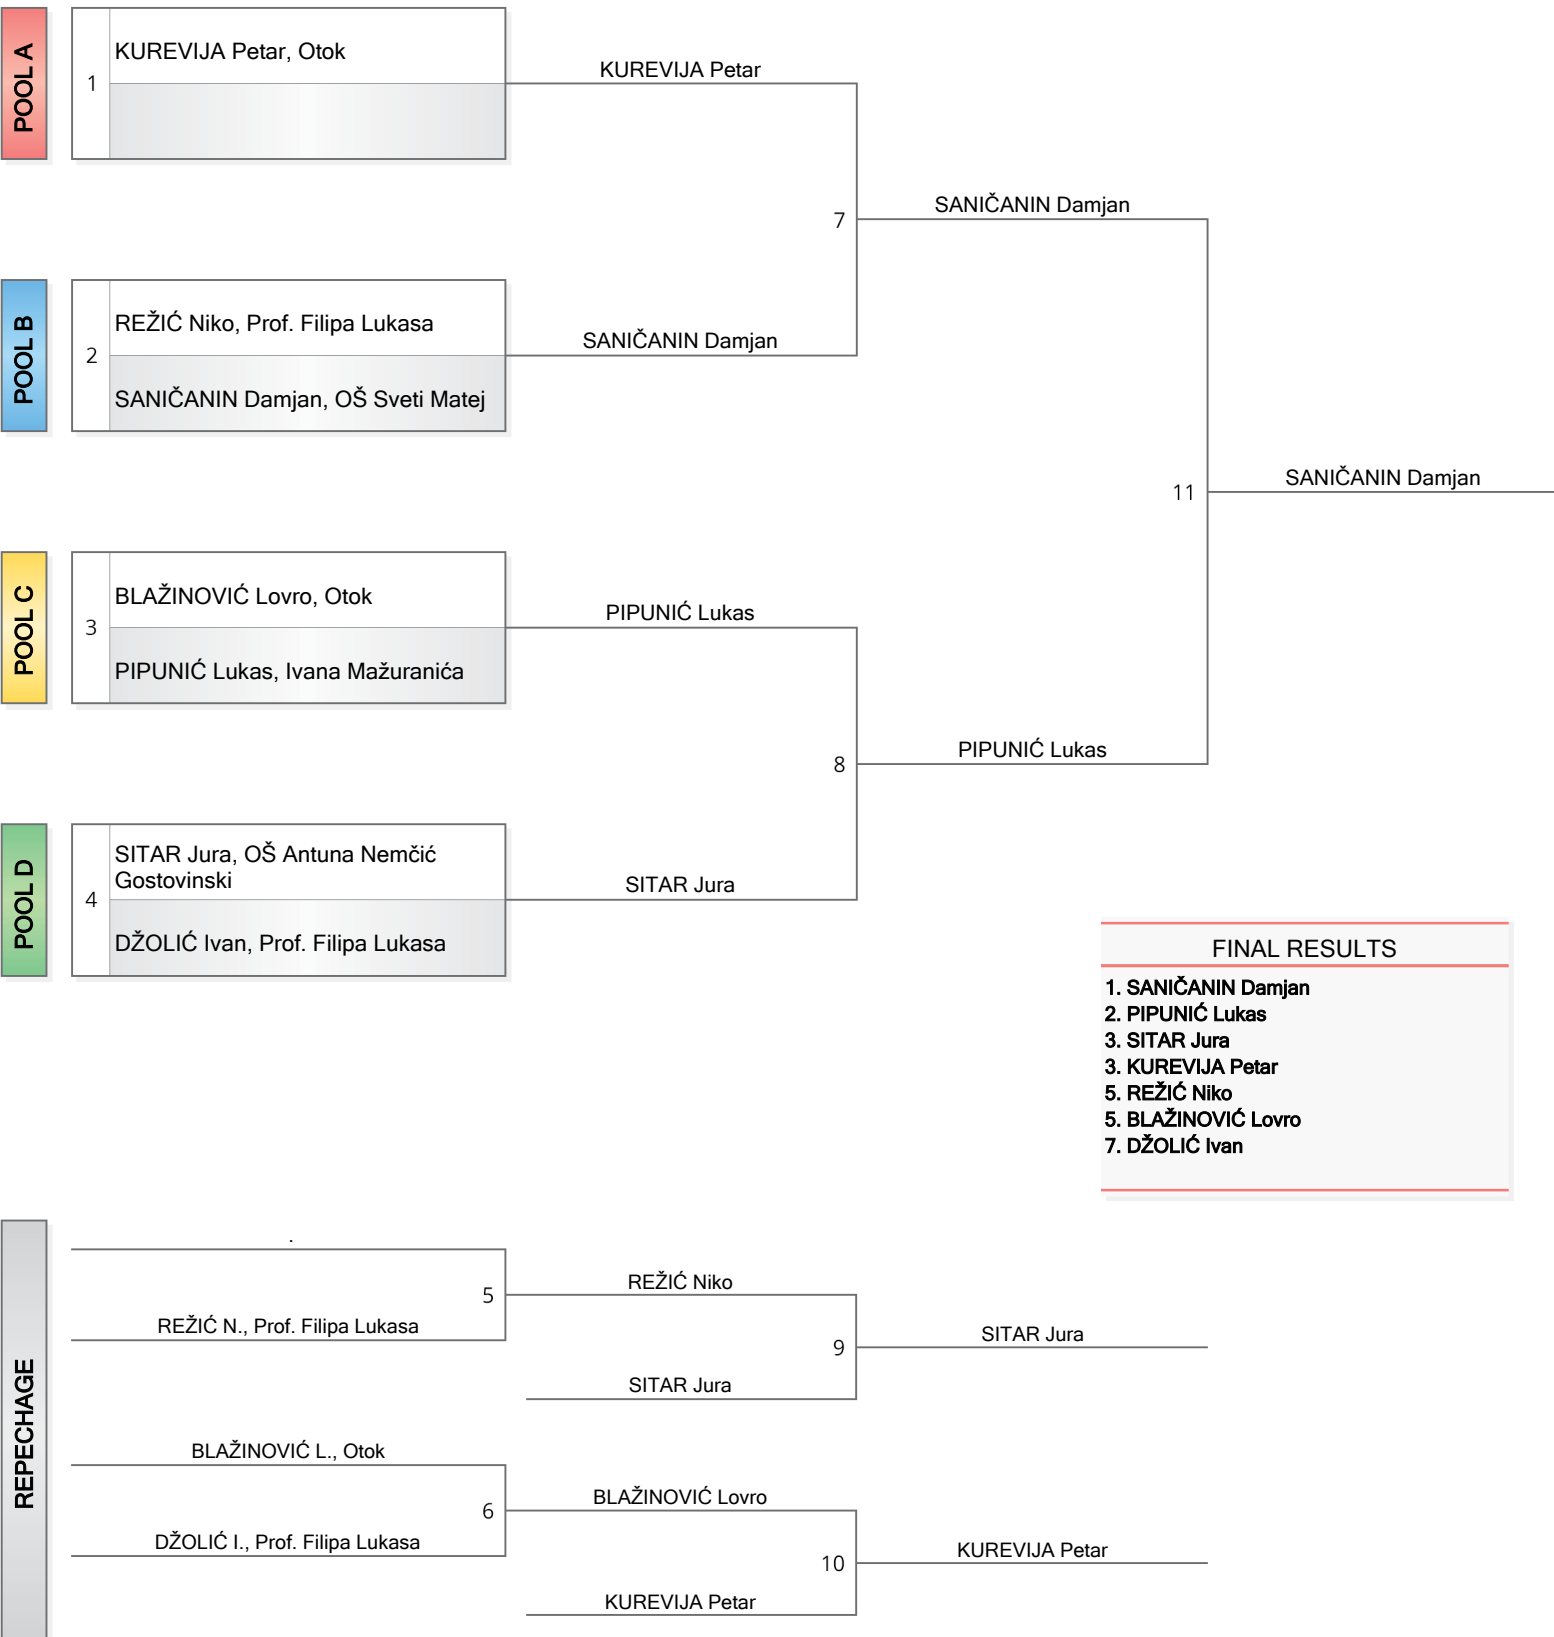 POOL A
1
KUREVIJA Petar, Otok
KUREVIJA Petar
7
SANIČANIN Damjan
POOL B
2
REŽIĆ Niko, Prof. Filipa Lukasa
SANIČANIN Damjan, OŠ Sveti Matej
SANIČANIN Damjan
11
SANIČANIN Damjan
POOL C
3
BLAŽINOVIĆ Lovro, Otok
PIPUNIĆ Lukas, Ivana Mažuranića
PIPUNIĆ Lukas
8
PIPUNIĆ Lukas
POOL D
4
SITAR Jura, OŠ Antuna Nemčić
Gostovinski
DŽOLIĆ Ivan, Prof. Filipa Lukasa
SITAR Jura
FINAL RESULTS
1. SANIČANIN Damjan
2. PIPUNIĆ Lukas
3. SITAR Jura
3. KUREVIJA Petar
5. REŽIĆ Niko
5. BLAŽINOVIĆ Lovro
7. DŽOLIĆ Ivan
REPECHAGE
.
5
REŽIĆ N., Prof. Filipa Lukasa
REŽIĆ Niko
9
SITAR Jura
SITAR Jura
BLAŽINOVIĆ L., Otok
6
DŽOLIĆ I., Prof. Filipa Lukasa
BLAŽINOVIĆ Lovro
10
KUREVIJA Petar
KUREVIJA Petar